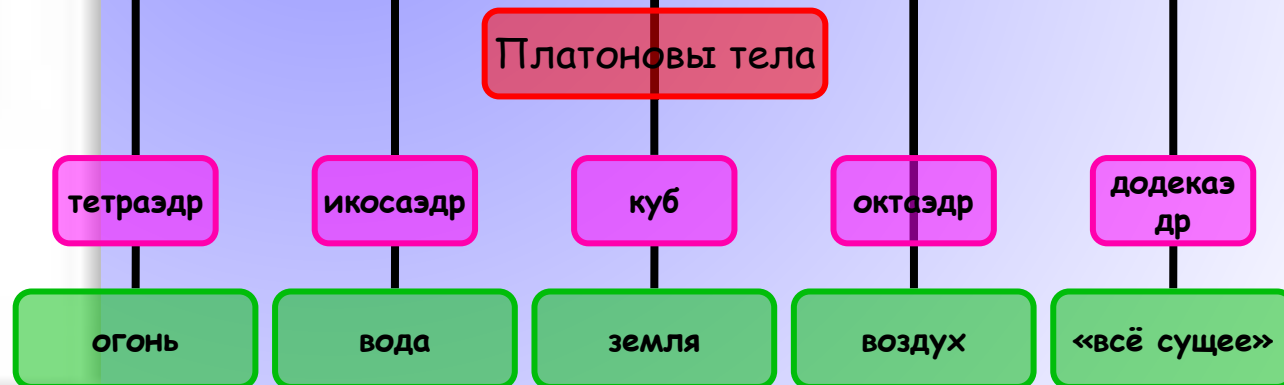 Платоновы тела
тетраэдр
икосаэдр
куб
октаэдр
додекаэ
др
огонь
вода
земля
воздух
«всё сущее»